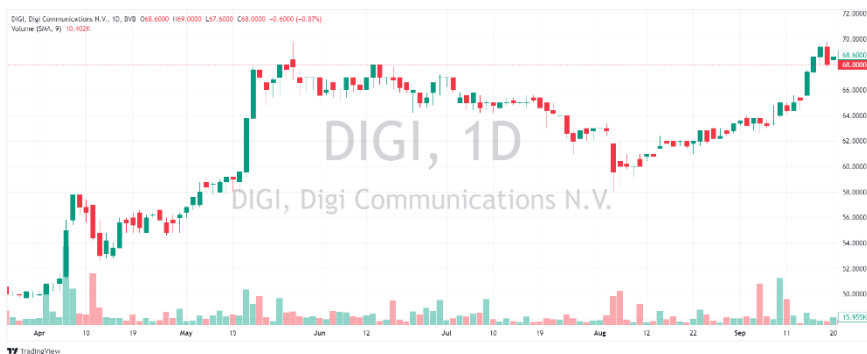 DIGI, Digi Communications N.V., 1D, BVB O68.6000 H69.0000 L67.6000 C68.0000 −0.6000 (−0.87%)
Volume (SMA, 9) 10.402K
72.0000
70.0000
68.6000
68.0000
66.0000
64.0000
62.0000
60.0000
58.0000
56.0000
54.0000
52.0000
50.0000
15.955K
DIGI, 1D
DIGI, Digi Communications N.V.
Apr 15 May 15 Jun 12 Jul 10 19 Aug 12 22 Sep 11 20
TradingView